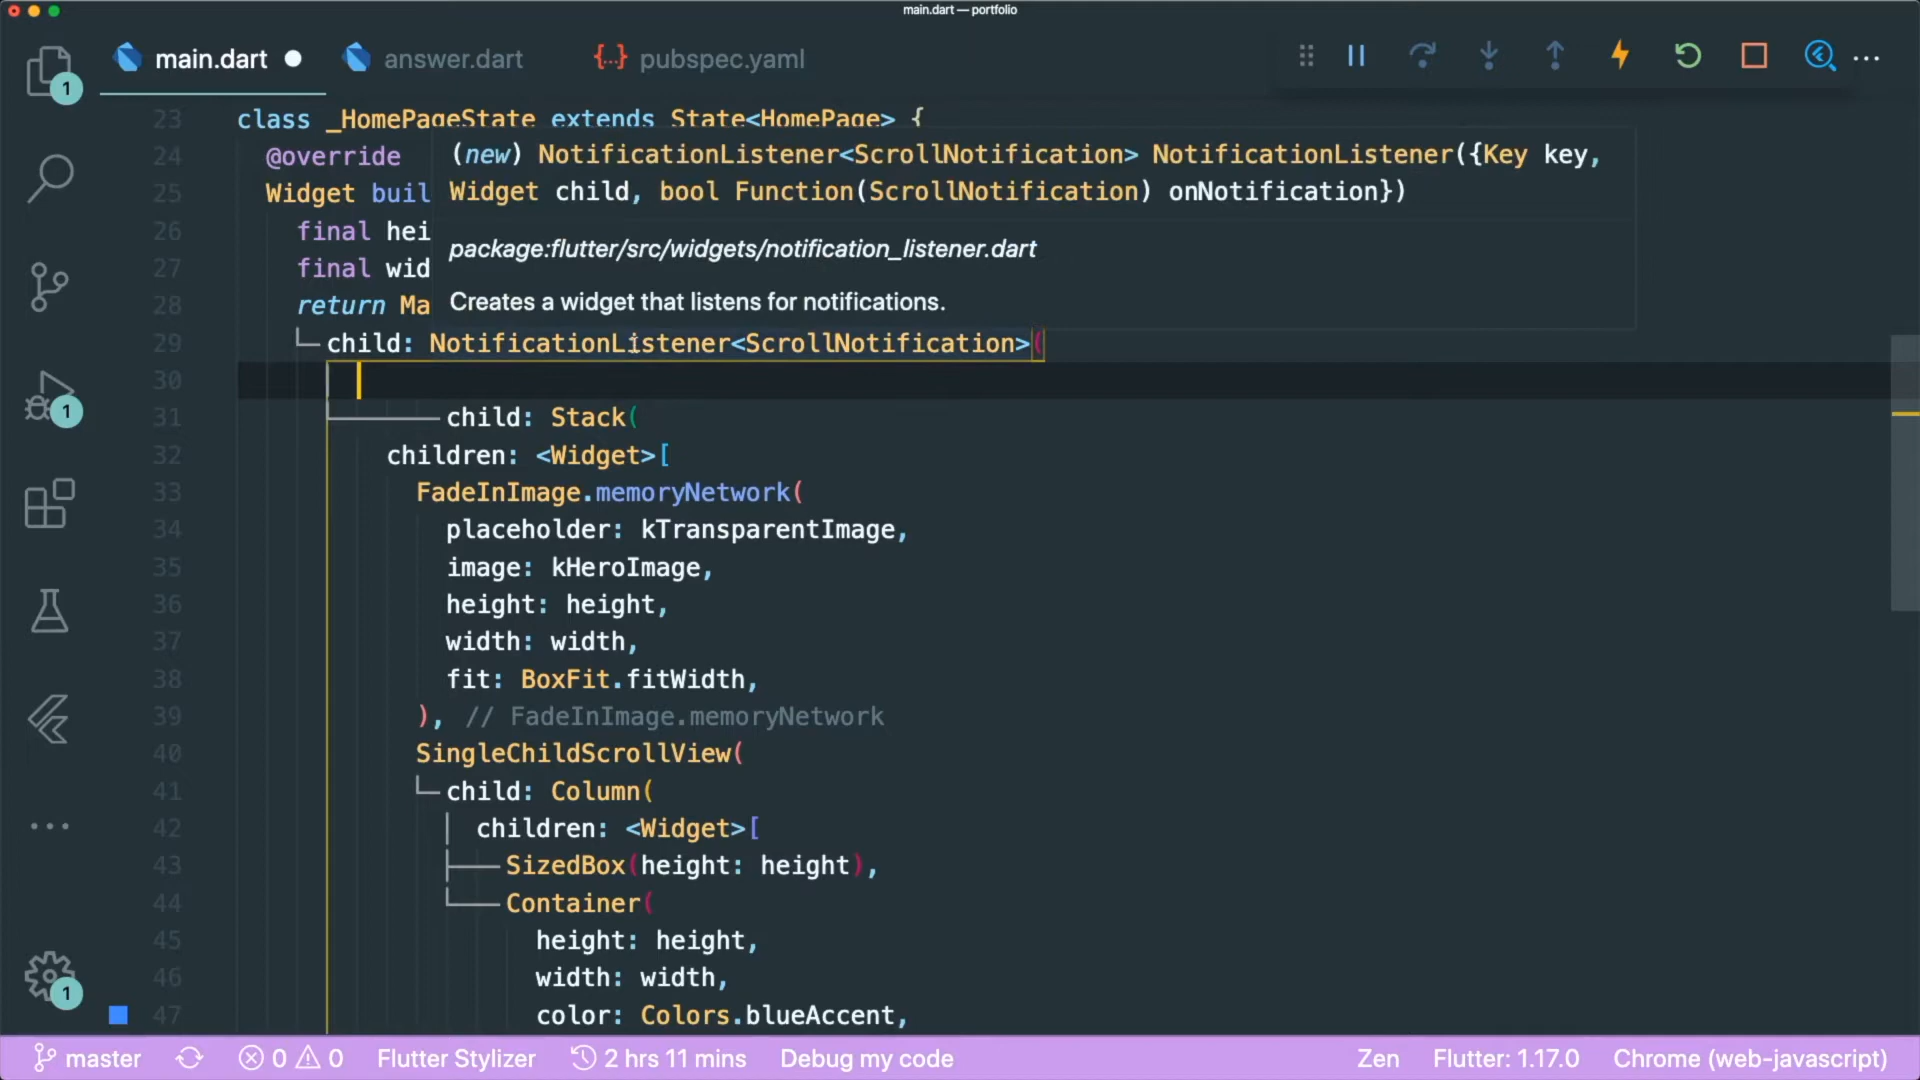 main.dart — portfolio
main.dart
answer.dart
{...} pubspec.yaml
1
1
1
23 class _HomePageState extends State<HomePage> {
24 @override
25 Widget buil
26 final hei
27 final wid
28 return Ma
(new) NotificationListener<ScrollNotification> NotificationListener({Key key,
Widget child, bool Function(ScrollNotification) onNotification})
package:flutter/src/widgets/notification_listener.dart
Creates a widget that listens for notifications.
29 child: NotificationListener<ScrollNotification>(
30
31 child: Stack(
32 children: <Widget>[
33 FadeInImage.memoryNetwork(
34 placeholder: kTransparentImage,
35 image: kHeroImage,
36 height: height,
37 width: width,
38 fit: BoxFit.fitWidth,
39 ), // FadeInImage.memoryNetwork
40 SingleChildScrollView(
41 child: Column(
42 children: <Widget>[
43 SizedBox(height: height),
44 Container(
45 height: height,
46 width: width,
47 color: Colors.blueAccent,
master 0 0 Flutter Stylizer 2 hrs 11 mins Debug my code Zen Flutter: 1.17.0 Chrome (web-javascript)